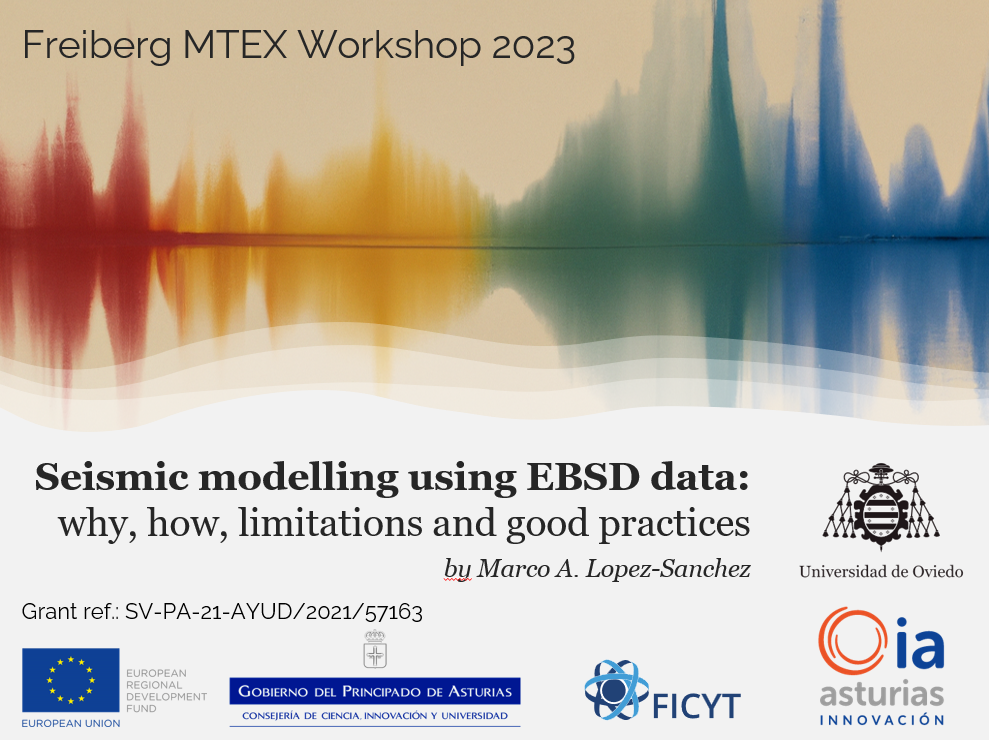 Freiberg MTEX Workshop 2023
Seismic modelling using EBSD data:
why, how, limitations and good practices
by Marco A. Lopez-Sanchez
Universidad de Oviedo
Grant ref.: SV-PA-21-AYUD/2021/57163
EUROPEAN
REGIONAL
DEVELOPMENT
FUND
EUROPEAN UNION
GOBIERNO DEL PRINCIPADO DE ASTURIAS
CONSEJERÍA DE CIENCIA, INNOVACIÓN Y UNIVERSIDAD
FICYT
ia
asturias
INNOVACIÓN